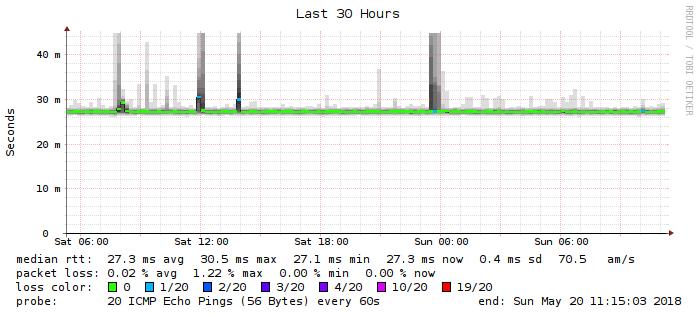 Last 30 Hours
RRDTOOL / TOBI OETIKER
Seconds
40 m
30 m
20 m
10 m
0
Sat 06:00 Sat 12:00 Sat 18:00 Sun 00:00 Sun 06:00
median rtt: 27.3 ms avg 30.5 ms max 27.1 ms min 27.3 ms now 0.4 ms sd 70.5 am/s
packet loss: 0.02 % avg 1.22 % max 0.00 % min 0.00 % now
loss color: 0 1/20 2/20 3/20 4/20 10/20 19/20
probe: 20 ICMP Echo Pings (56 Bytes) every 60s end: Sun May 20 11:15:03 2018